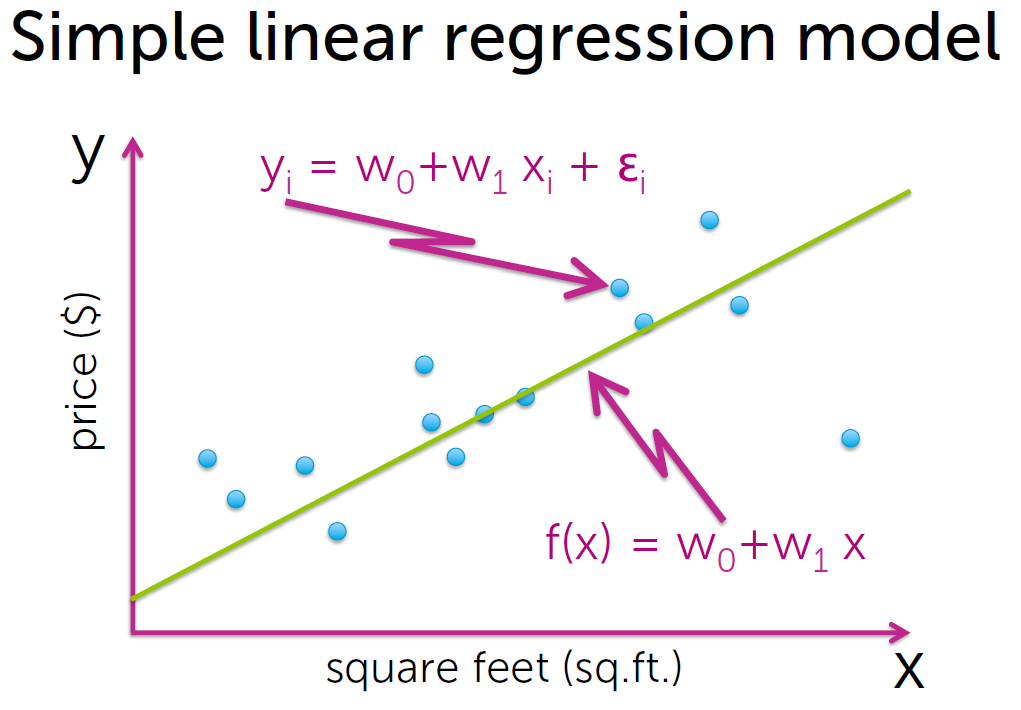 Simple linear regression model
y
yᵢ = w₀+w₁ xᵢ + εᵢ
price ($)
f(x) = w₀+w₁ x
square feet (sq.ft.)
x